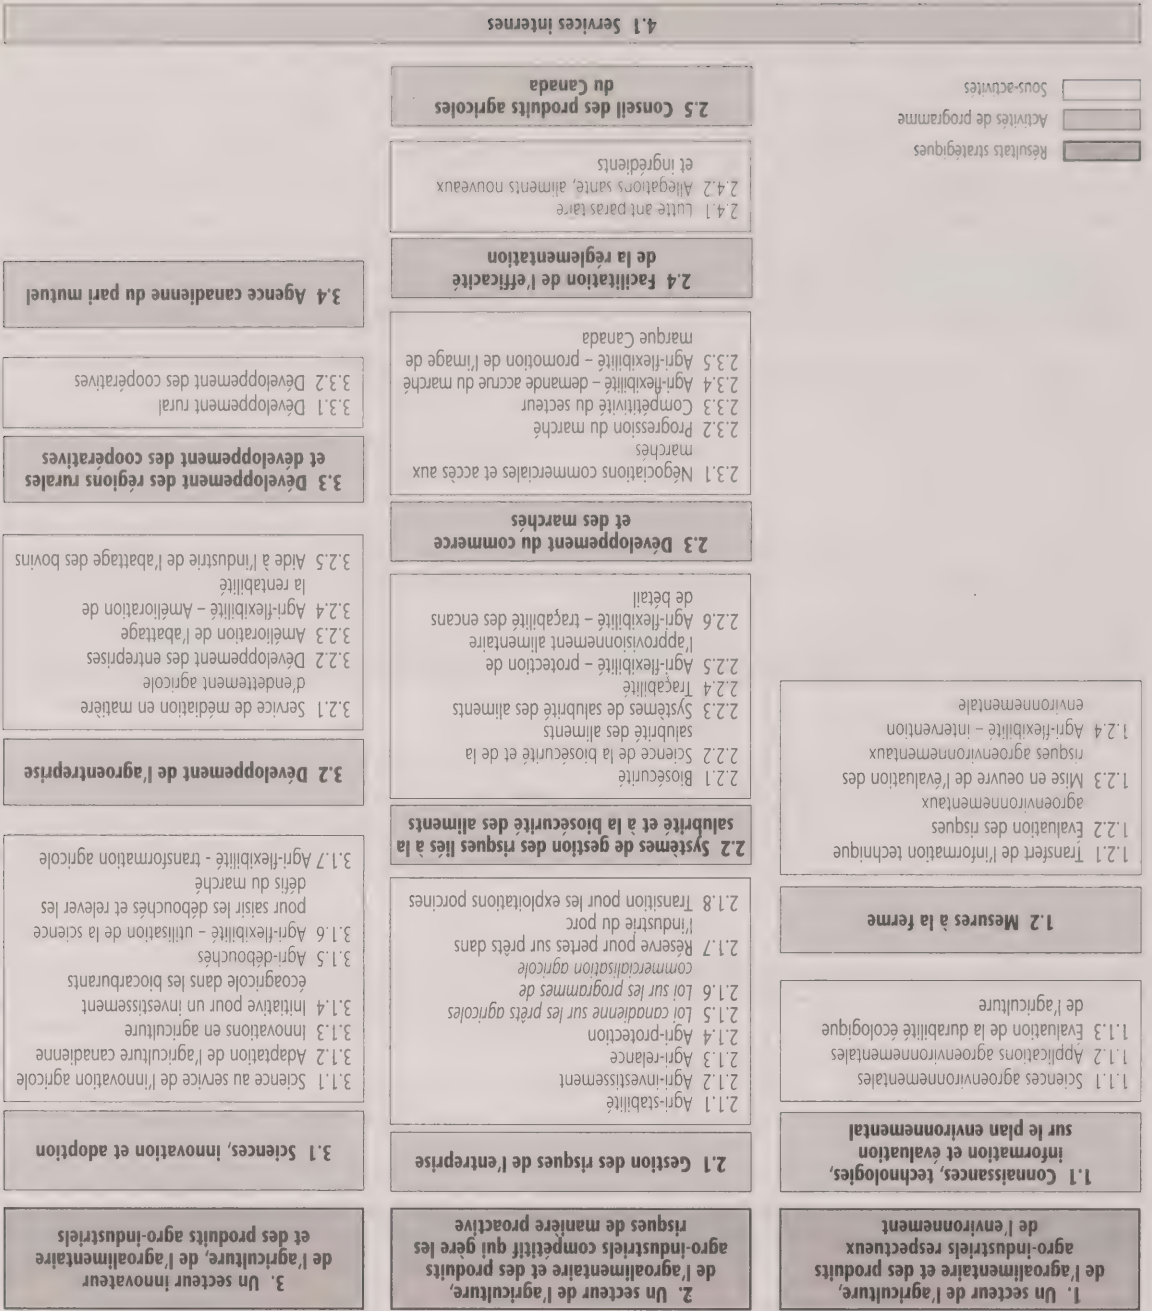 1. Un secteur de l'agriculture,
de l'agroalimentaire et des produits
agro-industriels respectueux
de l'environnement
1.1 Connaissances, technologies,
information et évaluation
sur le plan environnemental
1.1.1 Sciences agroenvironnementales
1.1.2 Applications agroenvironnementales
1.1.3 Évaluation de la durabilité écologique
de l'agriculture
1.2 Mesures à la ferme
1.2.1 Transfert de l'information technique
1.2.2 Évaluation des risques
agroenvironnementaux
1.2.3 Mise en oeuvre de l'évaluation des
risques agroenvironnementaux
1.2.4 Agri-flexibilité – intervention
environnementale
2. Un secteur de l'agriculture,
de l'agroalimentaire et des produits
agro-industriels compétitif qui gère les
risques de manière proactive
2.1 Gestion des risques de l'entreprise
2.1.1 Agri-stabilité
2.1.2 Agri-investissement
2.1.3 Agri-relance
2.1.4 Agri-protection
2.1.5 Loi canadienne sur les prêts agricoles
2.1.6 Loi sur les programmes de
commercialisation agricole
2.1.7 Réserve pour pertes sur prêts dans
l'industrie du porc
2.1.8 Transition pour les exploitations porcines
2.2 Systèmes de gestion des risques liés à la
salubrité et à la biosécurité des aliments
2.2.1 Biosécurité
2.2.2 Science de la biosécurité et de la
salubrité des aliments
2.2.3 Systèmes de salubrité des aliments
2.2.4 Traçabilité
2.2.5 Agri-flexibilité – protection de
l'approvisionnement alimentaire
2.2.6 Agri-flexibilité – traçabilité des encans
de bétail
2.3 Développement du commerce
et des marchés
2.3.1 Négociations commerciales et accès aux
marchés
2.3.2 Progression du marché
2.3.3 Compétitivité du secteur
2.3.4 Agri-flexibilité – demande accrue du marché
2.3.5 Agri-flexibilité – promotion de l'image de
marque Canada
2.4 Facilitation de l'efficacité
de la réglementation
2.4.1 Lutte ant paras taire
2.4.2 Allégations santé, aliments nouveaux
et ingrédients
2.5 Conseil des produits agricoles
du Canada
3. Un secteur innovateur
de l'agriculture, de l'agroalimentaire
et des produits agro-industriels
3.1 Sciences, innovation et adoption
3.1.1 Science au service de l'innovation agricole
3.1.2 Adaptation de l'agriculture canadienne
3.1.3 Innovations en agriculture
3.1.4 Initiative pour un investissement
écoagricole dans les biocarburants
3.1.5 Agri-débouchés
3.1.6 Agri-flexibilité – utilisation de la science
pour saisir les débouchés et relever les
défis du marché
3.1.7 Agri-flexibilité - transformation agricole
3.2 Développement de l'agroentreprise
3.2.1 Service de médiation en matière
d'endettement agricole
3.2.2 Développement des entreprises
3.2.3 Amélioration de l'abattage
3.2.4 Agri-flexibilité – Amélioration de
la rentabilité
3.2.5 Aide à l'industrie de l'abattage des bovins
3.3 Développement des régions rurales
et développement des coopératives
3.3.1 Développement rural
3.3.2 Développement des coopératives
3.4 Agence canadienne du pari mutuel
Résultats stratégiques
Activités de programme
Sous-activités
4.1 Services internes